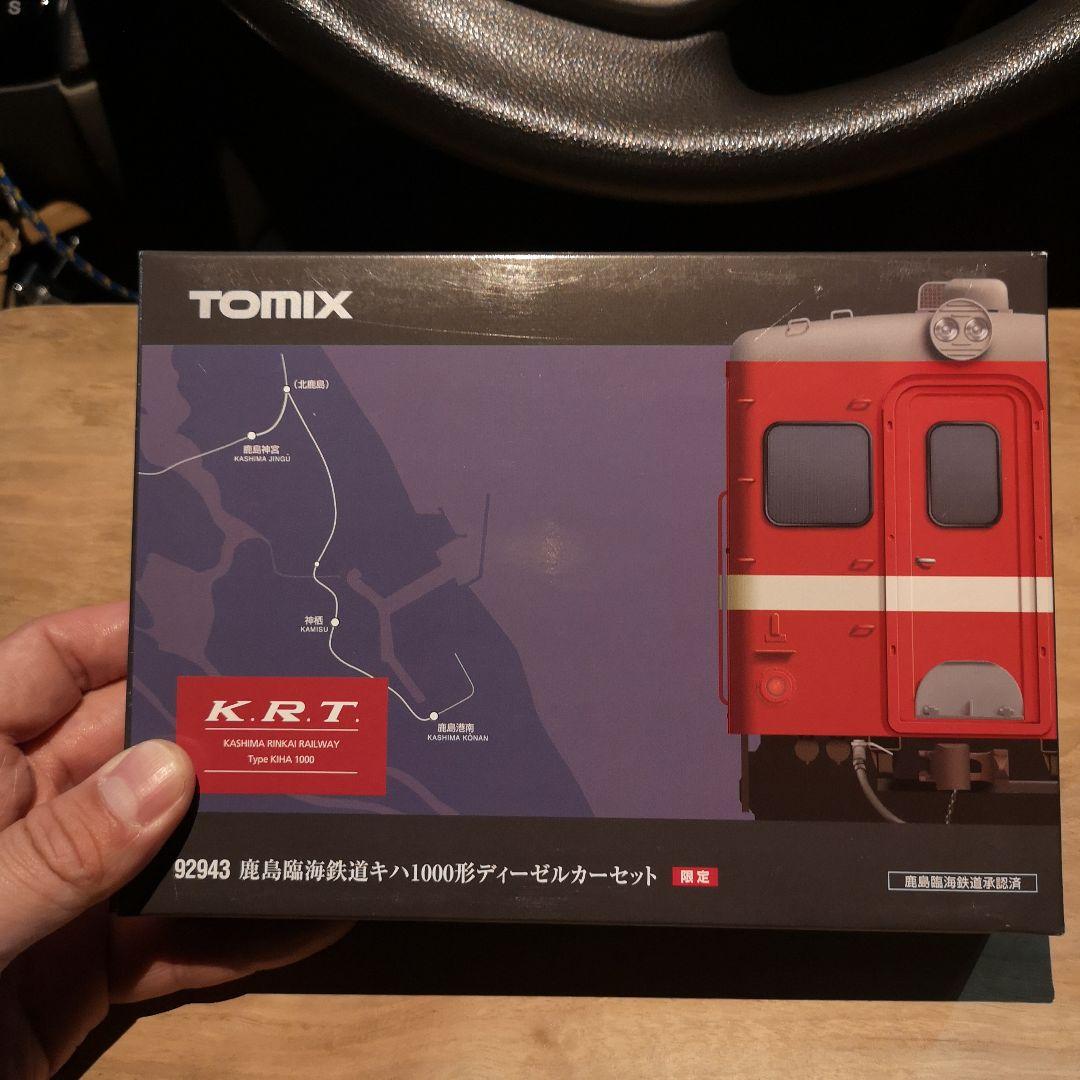 S
TOMIX
(北鹿島)
鹿島神宮
KASHIMA JINGŪ
神栖
KAMISU
鹿島港南
KASHIMA KŌNAN
K.R.T.
KASHIMA RINKAI RAILWAY
Type KIHA 1000
92943 鹿島臨海鉄道キハ1000形ディーゼルカーセット 限定
鹿島臨海鉄道承認済